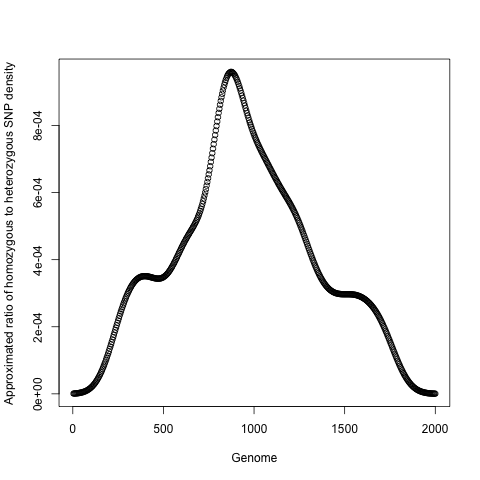 Approximated ratio of homozygous to heterozygous SNP density
8e-04
6e-04
4e-04
2e-04
0e+00
0 500 1000 1500 2000
Genome